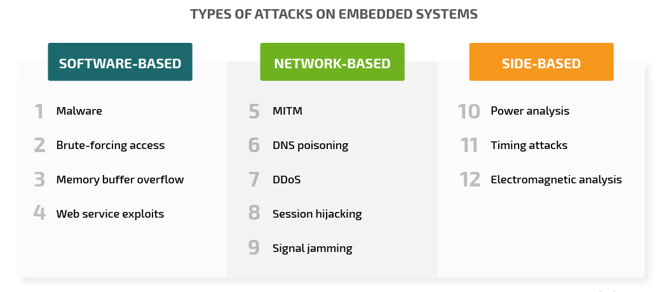 TYPES OF ATTACKS ON EMBEDDED SYSTEMS
SOFTWARE-BASED
1 Malware
2 Brute-forcing access
3 Memory buffer overflow
4 Web service exploits
NETWORK-BASED
5 MITM
6 DNS poisoning
7 DDoS
8 Session hijacking
9 Signal jamming
SIDE-BASED
10 Power analysis
11 Timing attacks
12 Electromagnetic analysis